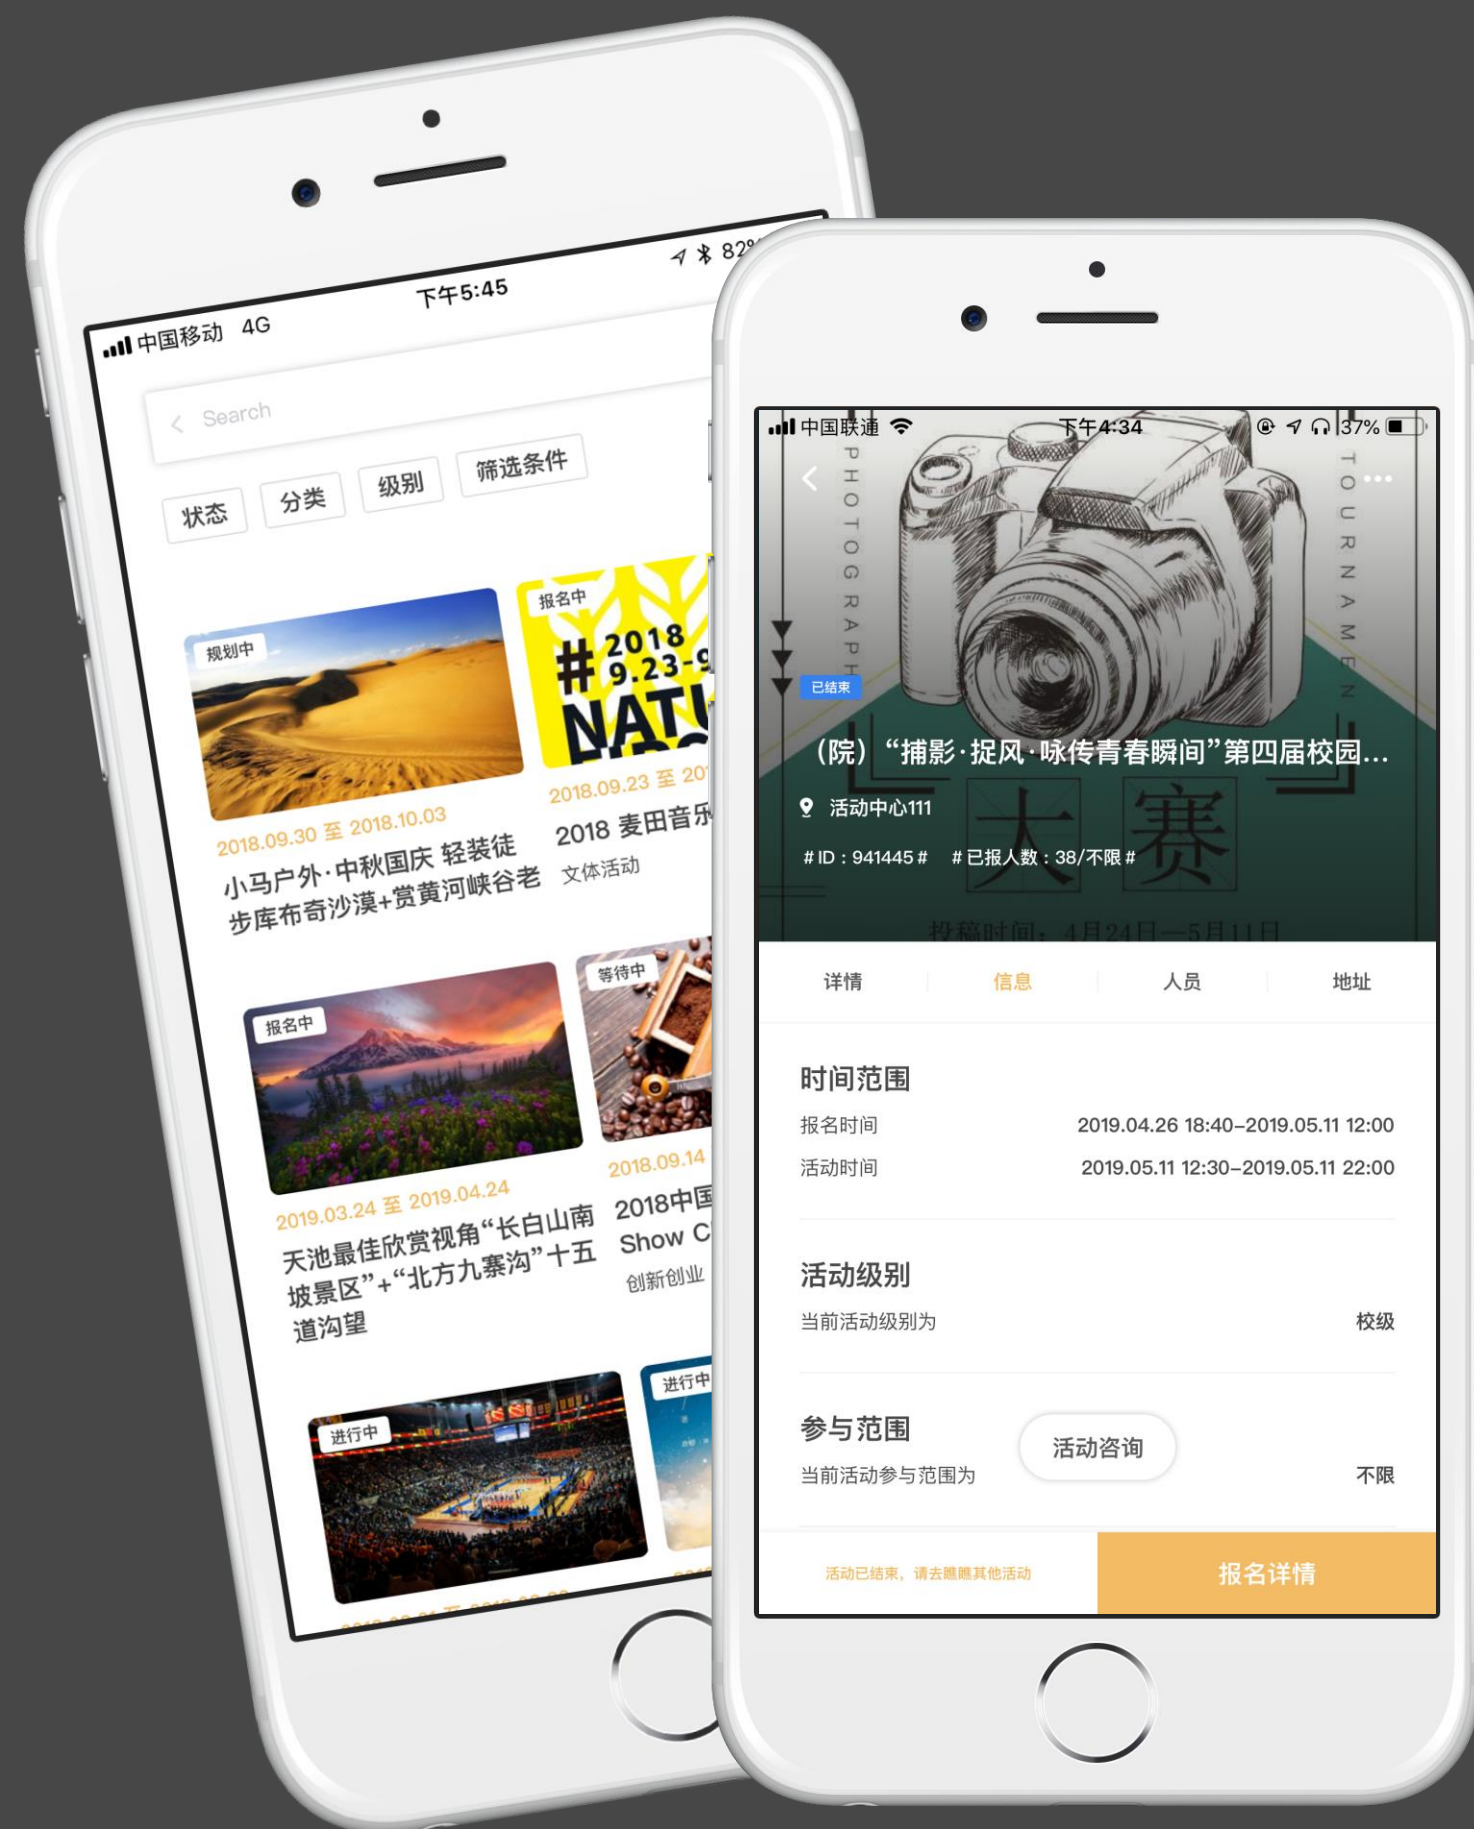 中国移动 4G
下午5:45
82%
Search
状态
分类
级别
筛选条件
规划中
2018.09.30 至 2018.10.03
小马户外·中秋国庆 轻装徒
步库布奇沙漠+赏黄河峡谷老
报名中
# 2018
9.23-9
NATU
2018.09.23 至 20
2018 麦田音乐
文体活动
报名中
2019.03.24 至 2019.04.24
天池最佳欣赏视角“长白山南
坡景区”+“北方九寨沟”十五
道沟望
等待中
2018.09.14
2018中国
Show C
创新创业
进行中
进行中
中国联通
下午4:34
37%
PHOTOGRAPH
TOURNAMEN
已结束
（院）“捕影·捉风·咏传青春瞬间”第四届校园...
活动中心111
大赛
#ID：941445# #已报人数：38/不限#
投稿时间：4月24日—5月11日
详情
信息
人员
地址
时间范围
报名时间 2019.04.26 18:40-2019.05.11 12:00
活动时间 2019.05.11 12:30-2019.05.11 22:00
活动级别
当前活动级别为 校级
参与范围
活动咨询
当前活动参与范围为 不限
活动已结束，请去瞧瞧其他活动
报名详情